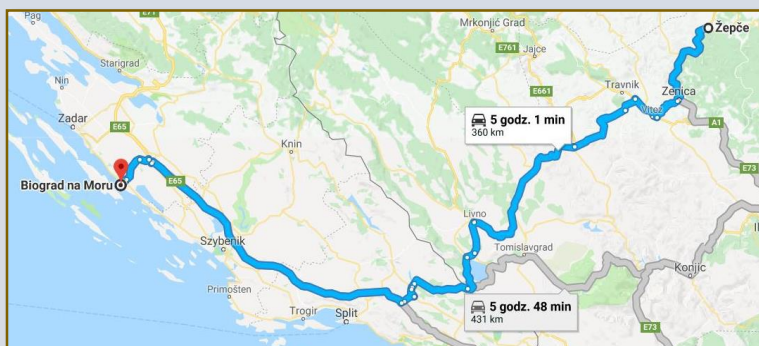 Pag
E71
Mrkonjić Grad
Žepče
Starigrad
E761
Jajce
Nin
E661
Travnik
Zenica
Zadar
E65
5 godz. 1 min
360 km
Vitez
Knin
A1
Biograd na Moru
E65
E73
Livno
Szybenik
Tomislavgrad
Konjic
Primošten
5 godz. 48 min
431 km
Trogir
Split
E73